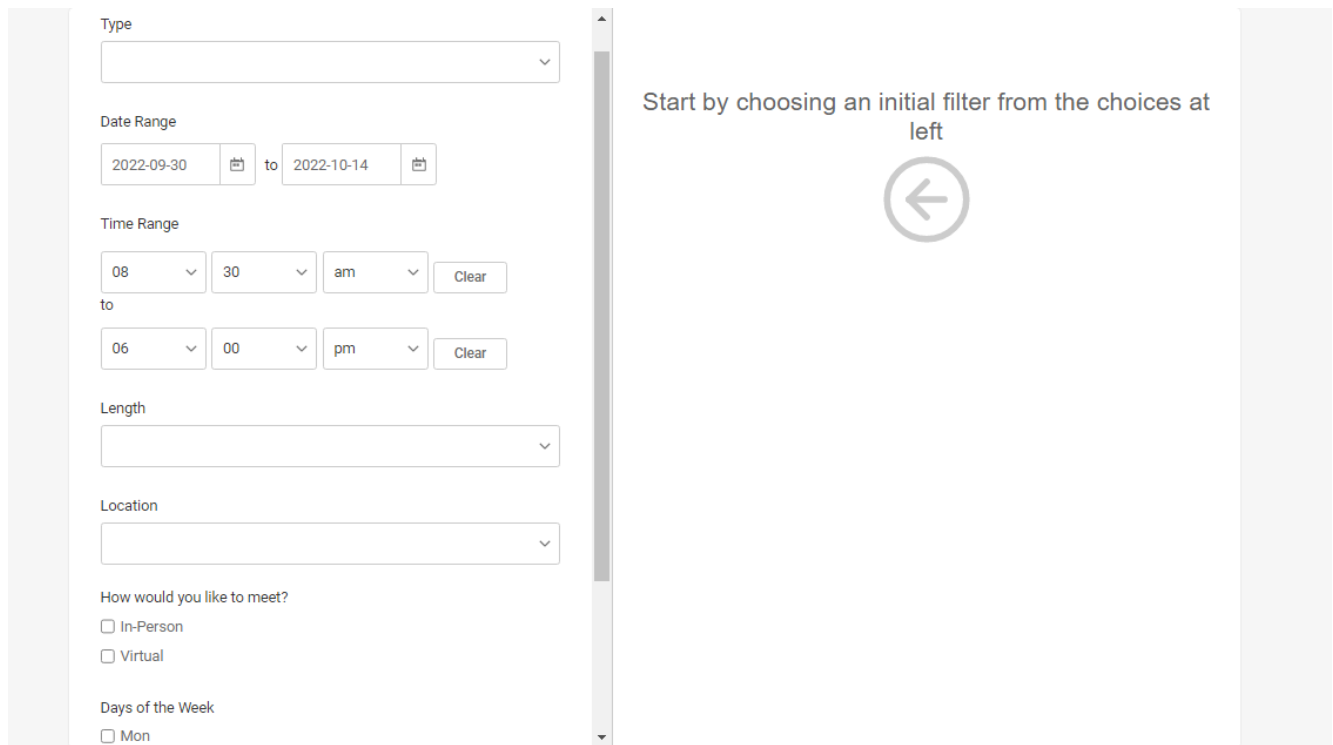 Type
Date Range
2022-09-30 to 2022-10-14
Time Range
08 30 am Clear
to
06 00 pm Clear
Length
Location
How would you like to meet?
In-Person
Virtual
Days of the Week
Mon
Start by choosing an initial filter from the choices at
left